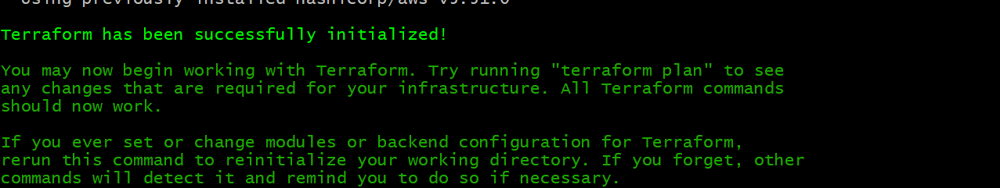 Using previously installed hashicorp/aws
Terraform has been successfully initialized!
You may now begin working with Terraform. Try running "terraform plan" to see
any changes that are required for your infrastructure. All Terraform commands
should now work.
If you ever set or change modules or backend configuration for Terraform,
rerun this command to reinitialize your working directory. If you forget, other
commands will detect it and remind you to do so if necessary.